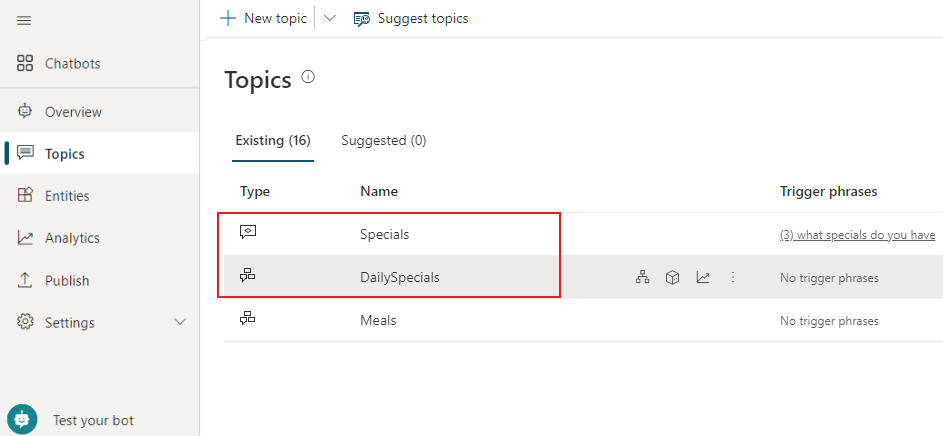 New topic
Suggest topics
Chatbots
Overview
Topics
Entities
Analytics
Publish
Settings
Test your bot
Topics
Existing (16) Suggested (0)
Type Name Trigger phrases
Specials (3) what specials do you have
DailySpecials No trigger phrases
Meals No trigger phrases